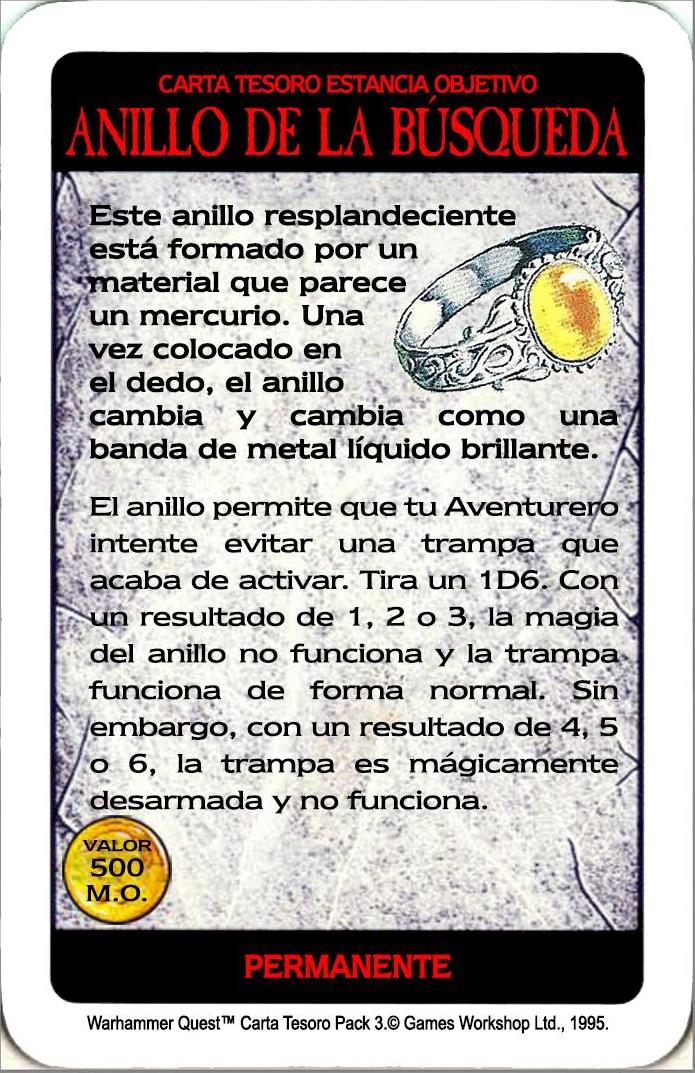 CARTA TESORO ESTANCIA OBJETIVO
ANILLO DE LA BÚSQUEDA
Este anillo resplandeciente
está formado por un
material que parece
un mercurio. Una
vez colocado en
el dedo, el anillo
cambia y cambia como una
banda de metal líquido brillante.
El anillo permite que tu Aventurero
intente evitar una trampa que
acaba de activar. Tira un 1D6. Con
un resultado de 1, 2 o 3, la magia
del anillo no funciona y la trampa
funciona de forma normal. Sin
embargo, con un resultado de 4, 5
o 6, la trampa es mágicamente
desarmada y no funciona.
VALOR
500
M.O.
PERMANENTE
Warhammer Quest™ Carta Tesoro Pack 3.© Games Workshop Ltd., 1995.